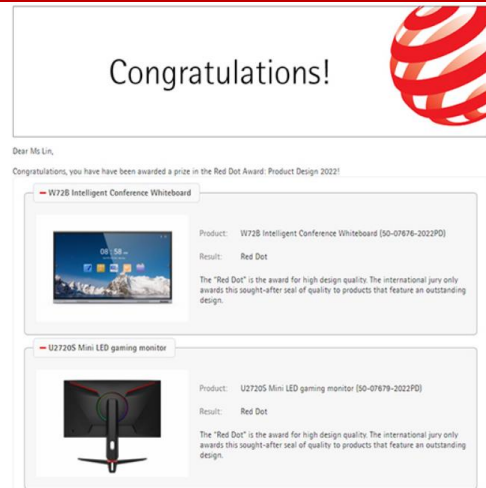 Congratulations!
Dear Ms Lin,
Congratulations, you have have been awarded a prize in the Red Dot Award: Product Design 2022!
W72B Intelligent Conference Whiteboard
08:58
Product: W72B Intelligent Conference Whiteboard (50-07676-2022PD)
Result: Red Dot
The "Red Dot" is the award for high design quality. The international jury only
awards this sought-after seal of quality to products that feature an outstanding
design.
U2720S Mini LED gaming monitor
Product: U2720S Mini LED gaming monitor (50-07679-2022PD)
Result: Red Dot
The "Red Dot" is the award for high design quality. The international jury only
awards this sought-after seal of quality to products that feature an outstanding
design.